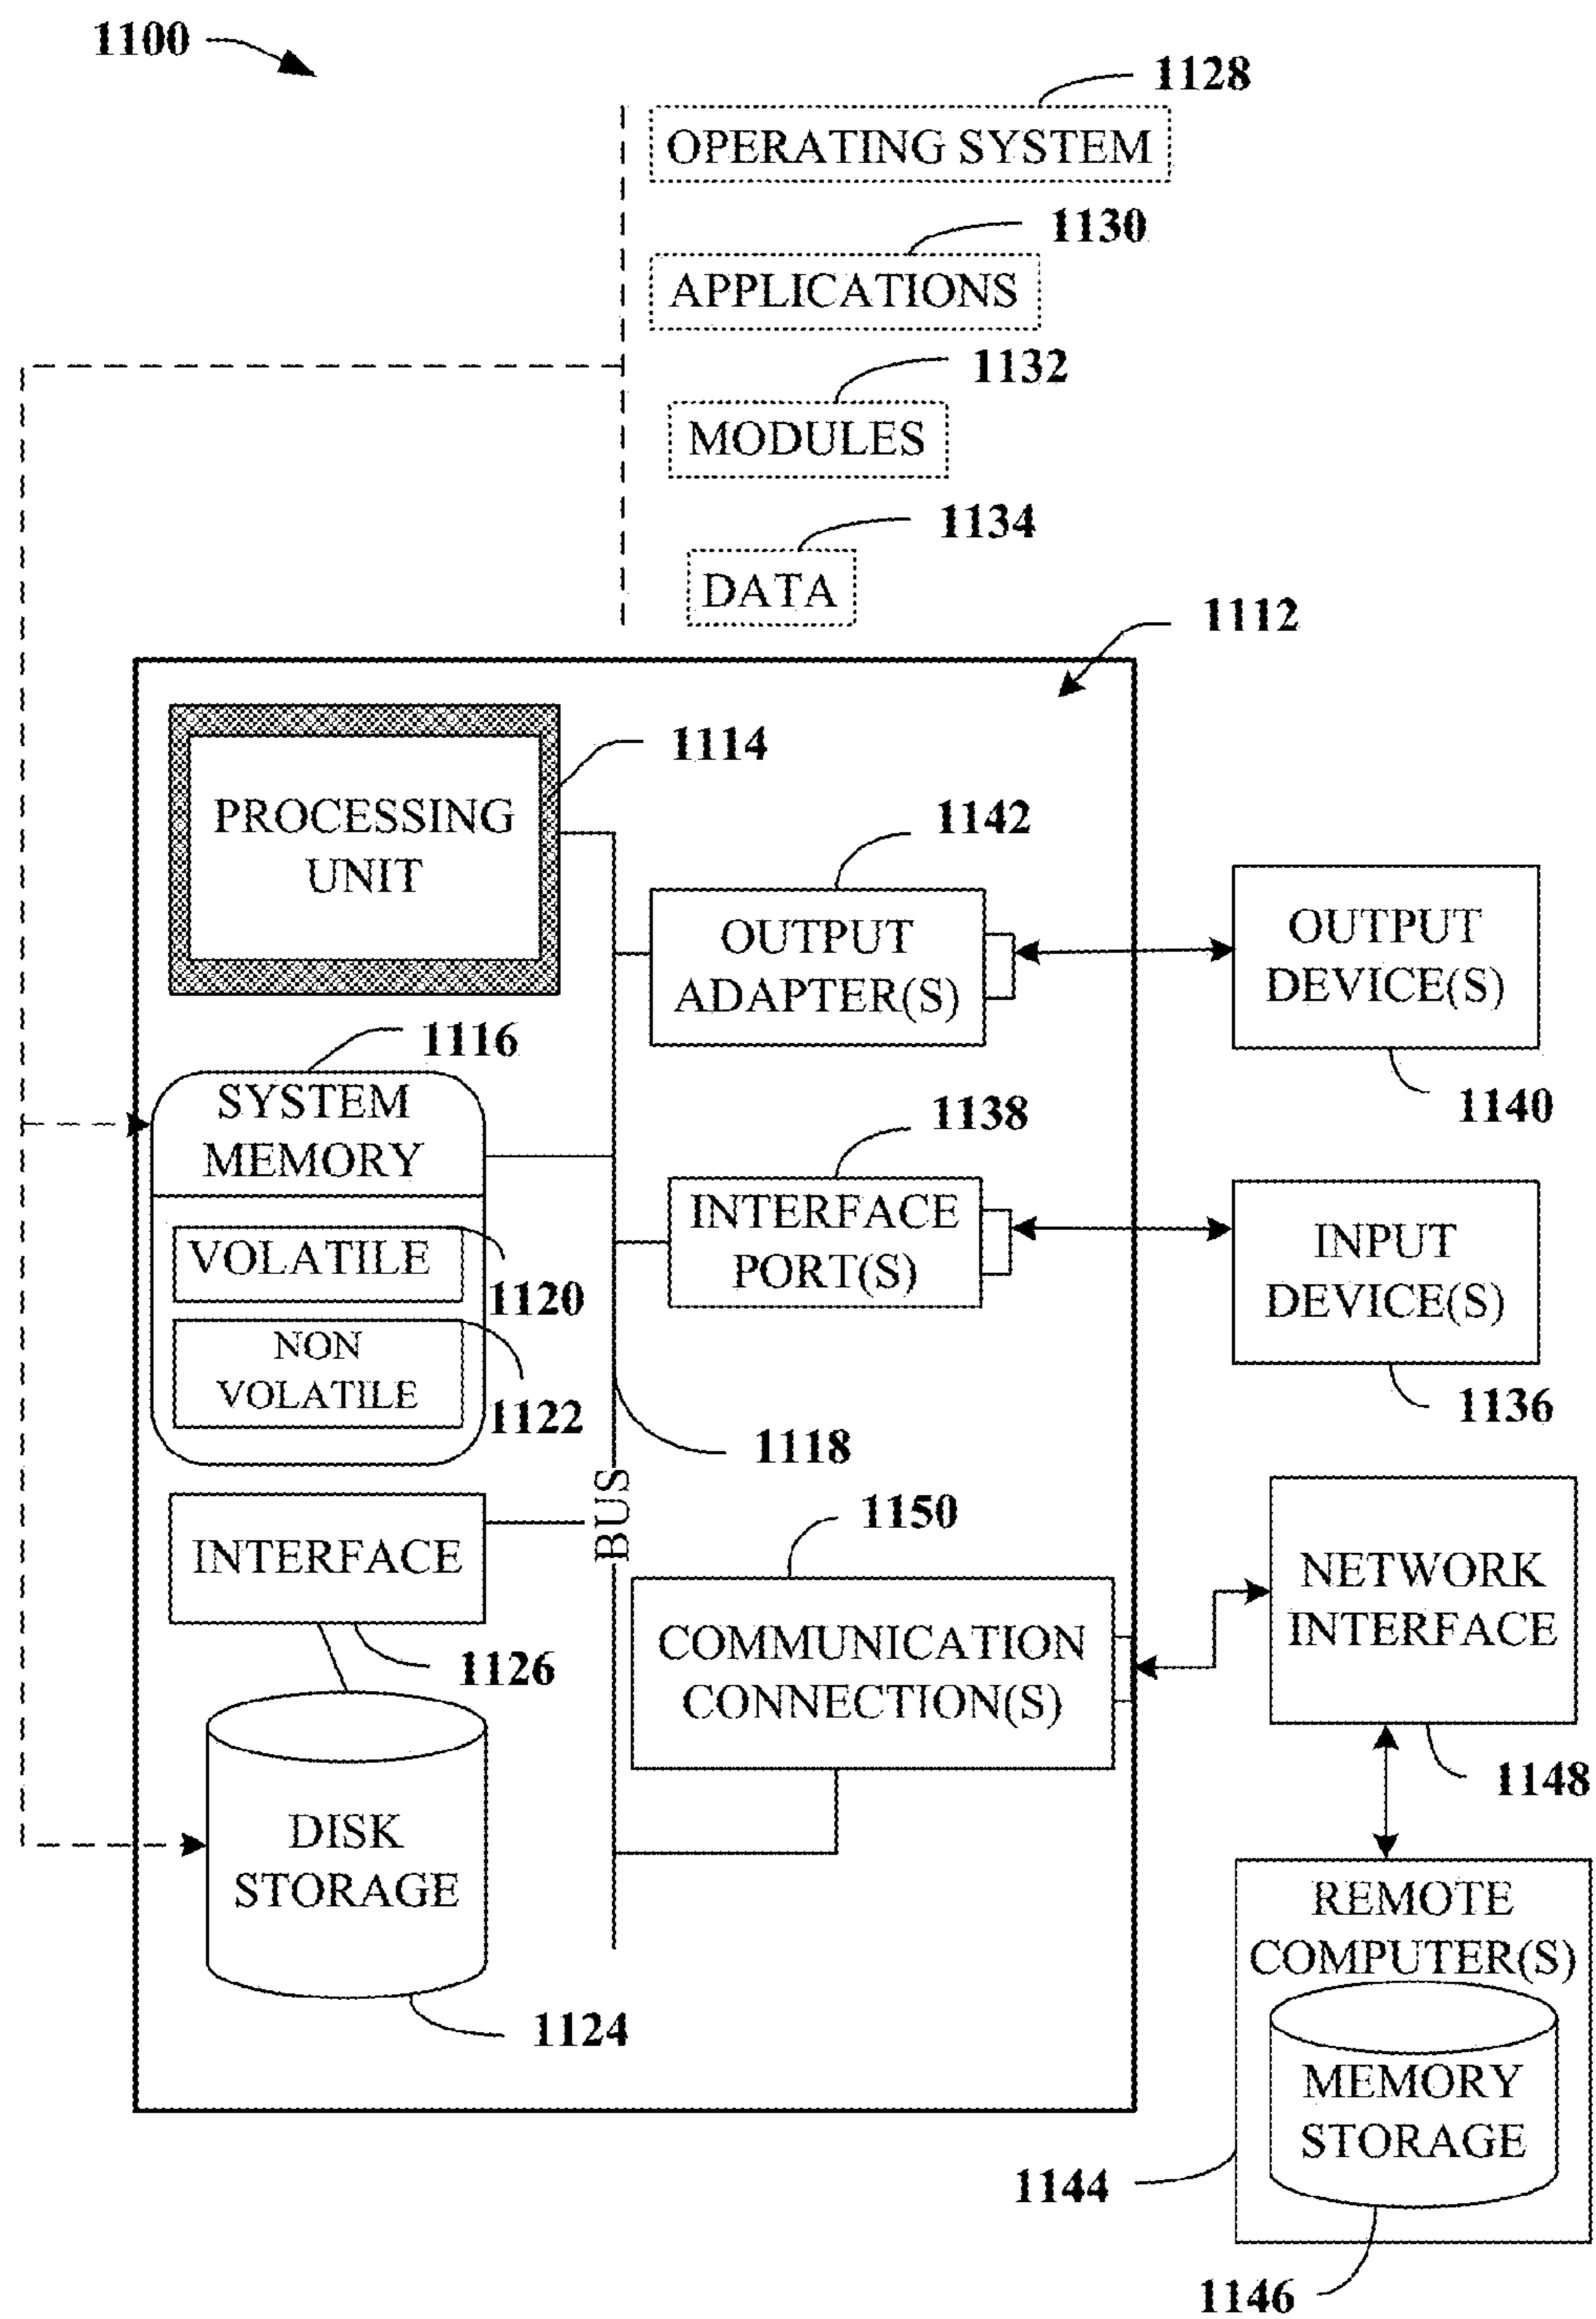 1100
1128
OPERATING SYSTEM
1130
APPLICATIONS
1132
MODULES
1134
DATA
1112
PROCESSING
UNIT
1114
1142
OUTPUT
ADAPTER(S)
OUTPUT
DEVICE(S)
1140
1116
SYSTEM
MEMORY
VOLATILE
1120
NON
VOLATILE
1122
1138
INTERFACE
PORT(S)
INPUT
DEVICE(S)
1136
1118
BUS
INTERFACE
1126
1150
COMMUNICATION
CONNECTION(S)
NETWORK
INTERFACE
1148
DISK
STORAGE
1124
REMOTE
COMPUTER(S)
MEMORY
STORAGE
1144
1146